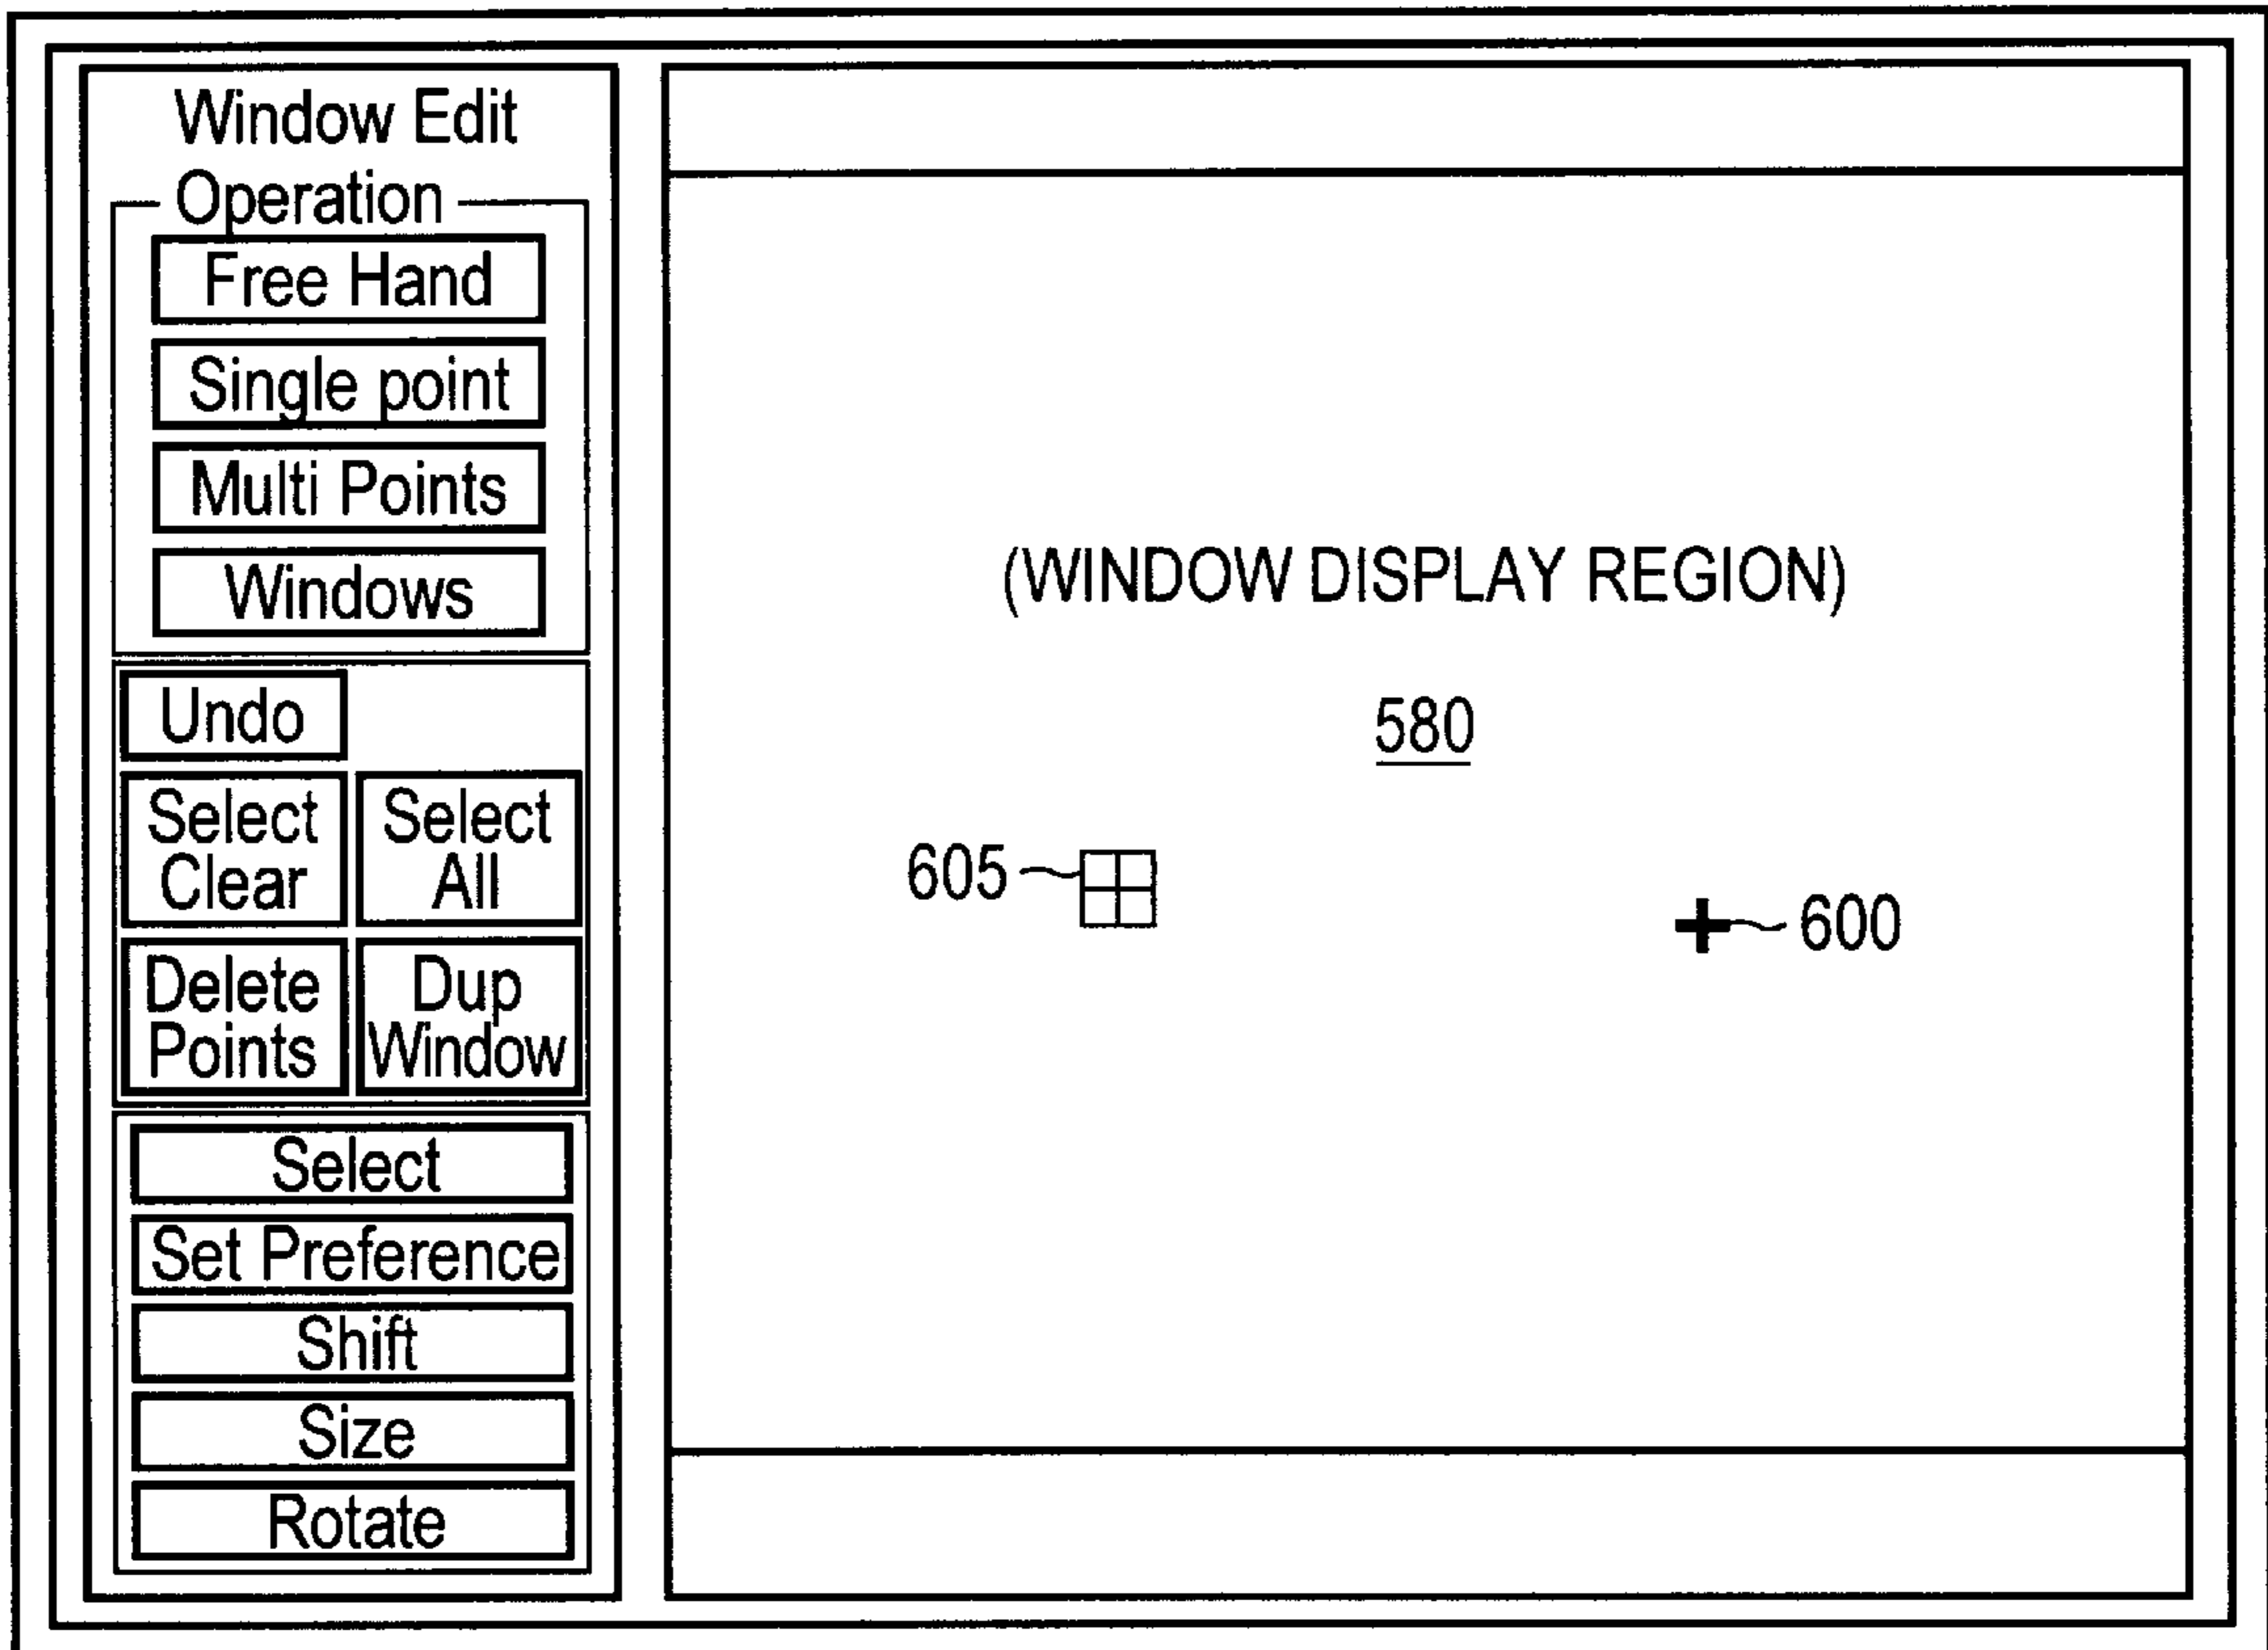 Window Edit
Operation
Free Hand
Single point
Multi Points
Windows
Undo
Select
Clear
Select
All
Delete
Points
Dup
Window
Select
Set Preference
Shift
Size
Rotate
(WINDOW DISPLAY REGION)
580
605
600